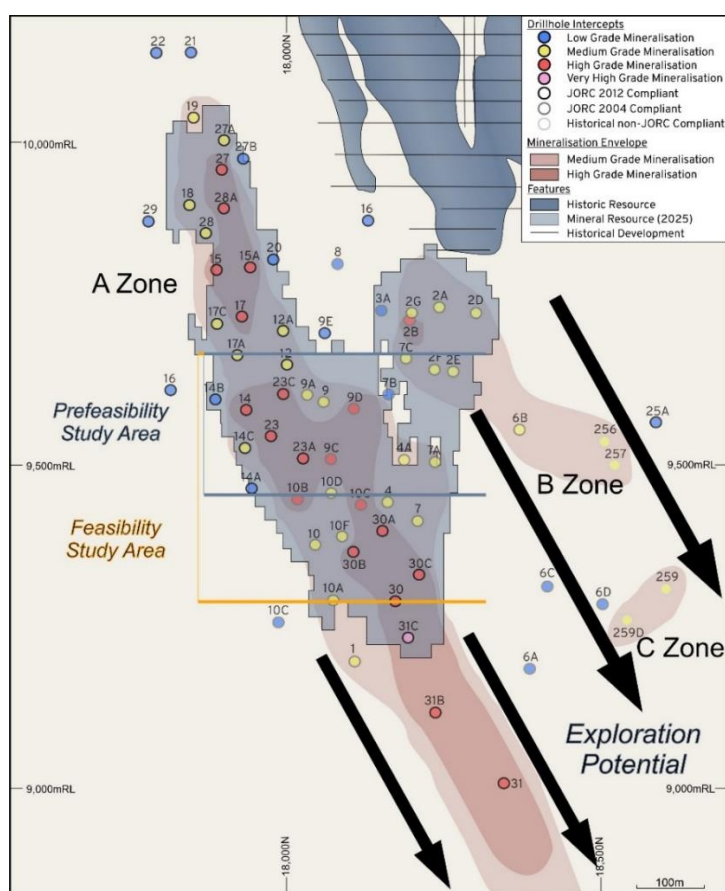 Drillhole Intercepts
Low Grade Mineralisation
Medium Grade Mineralisation
High Grade Mineralisation
Very High Grade Mineralisation
JORC 2012 Compliant
JORC 2004 Compliant
Historical non-JORC Compliant
Mineralisation Envelope
Medium Grade Mineralisation
High Grade Mineralisation
Features
Historic Resource
Mineral Resource (2025)
Historical Development
18,000N
22 21
19
27A
10,000mRL
27B
27
28A
18
29 28 16
20 8
15 15A
A Zone
3A 2G 2A 2D
17
17C 12A 9E 2B
17A 12 7C 2F 2E
16 14B 23C 9A 9 9D 7B
14
Prefeasibility
Study Area
23 6B 25A
14C 23A 9C 4A 7A 256
9,500mRL 257 9,500mRL
14A 10B 10D 10C 4 B Zone
Feasibility
Study Area
10 10F 30A 7
30B 30C
6C 259
10A 30 6D
10C 31C 259D
C Zone
1 6A
31B
Exploration
Potential
31
9,000mRL 9,000mRL
18,000N 18,500N
100m